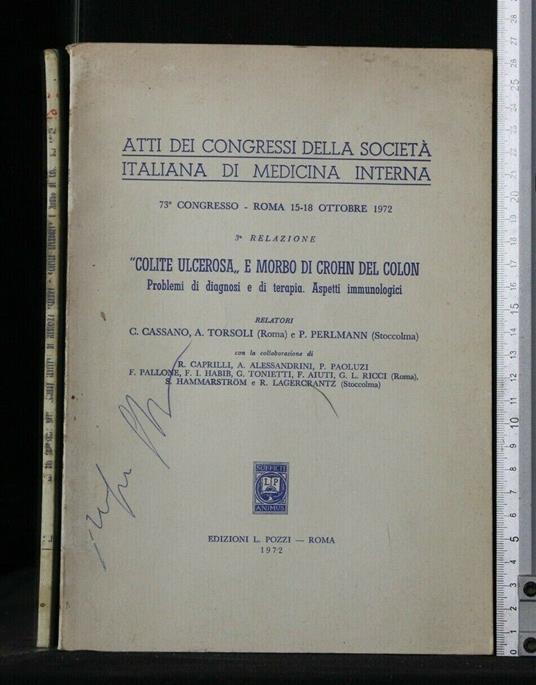 ATTI DEI CONGRESSI DELLA SOCIETÀ
ITALIANA DI MEDICINA INTERNA
73° CONGRESSO - ROMA 15-18 OTTOBRE 1972
3ª RELAZIONE
"COLITE ULCEROSA„ E MORBO DI CROHN DEL COLON
Problemi di diagnosi e di terapia. Aspetti immunologici
RELATORI
C. CASSANO, A. TORSOLI (Roma) e P. PERLMANN (Stoccolma)
con la collaborazione di
R. CAPRILLI, A. ALESSANDRINI, P. PAOLUZI
F. PALLONE, F. I. HABIB, G. TONIETTI, F. AIUTI, G. L. RICCI (Roma),
S. HAMMARSTRÖM e R. LAGERCRANTZ (Stoccolma)
SUFFICIT
LP
ANIMUS
EDIZIONI L. POZZI — ROMA
1972